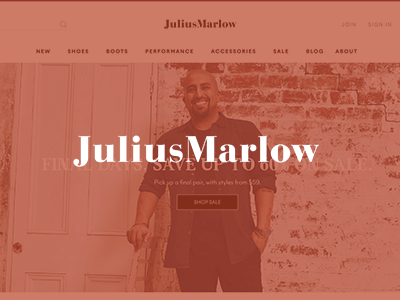 JuliusMarlow
JOIN SIGN IN
NEW SHOES BOOTS PERFORMANCE ACCESSORIES SALE BLOG ABOUT
JuliusMarlow
FINAL DAYS: SAVE UP TO 60% SALE
Pick up a final pair, with styles from $59.
SHOP SALE